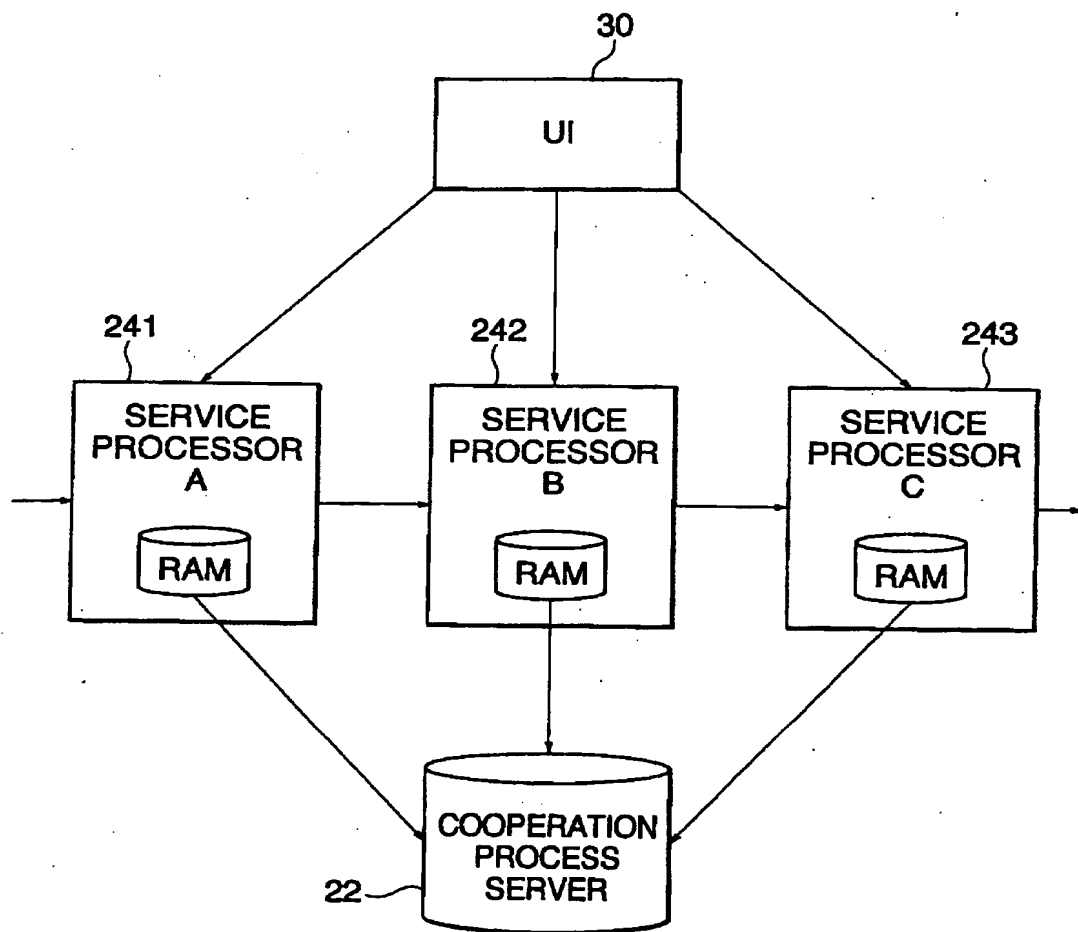 30
UI
241
242
243
SERVICE
PROCESSOR
A
RAM
SERVICE
PROCESSOR
B
RAM
SERVICE
PROCESSOR
C
RAM
COOPERATION
PROCESS
SERVER
22